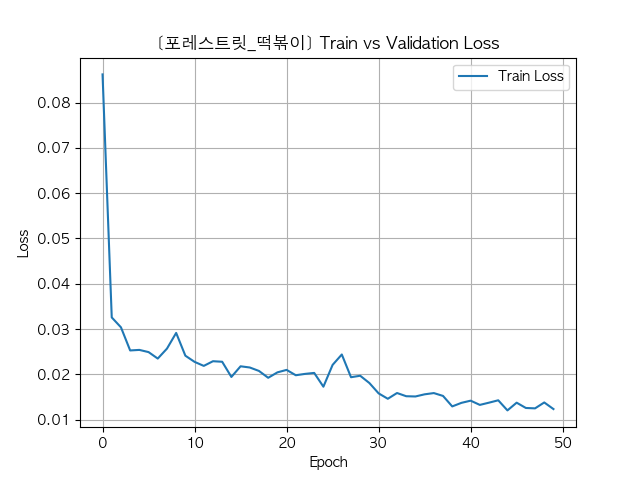 [포레스트릿_떡볶이] Train vs Validation Loss
Train Loss
0.08
0.07
0.06
0.05
0.04
0.03
0.02
0.01
Loss
0 10 20 30 40 50
Epoch